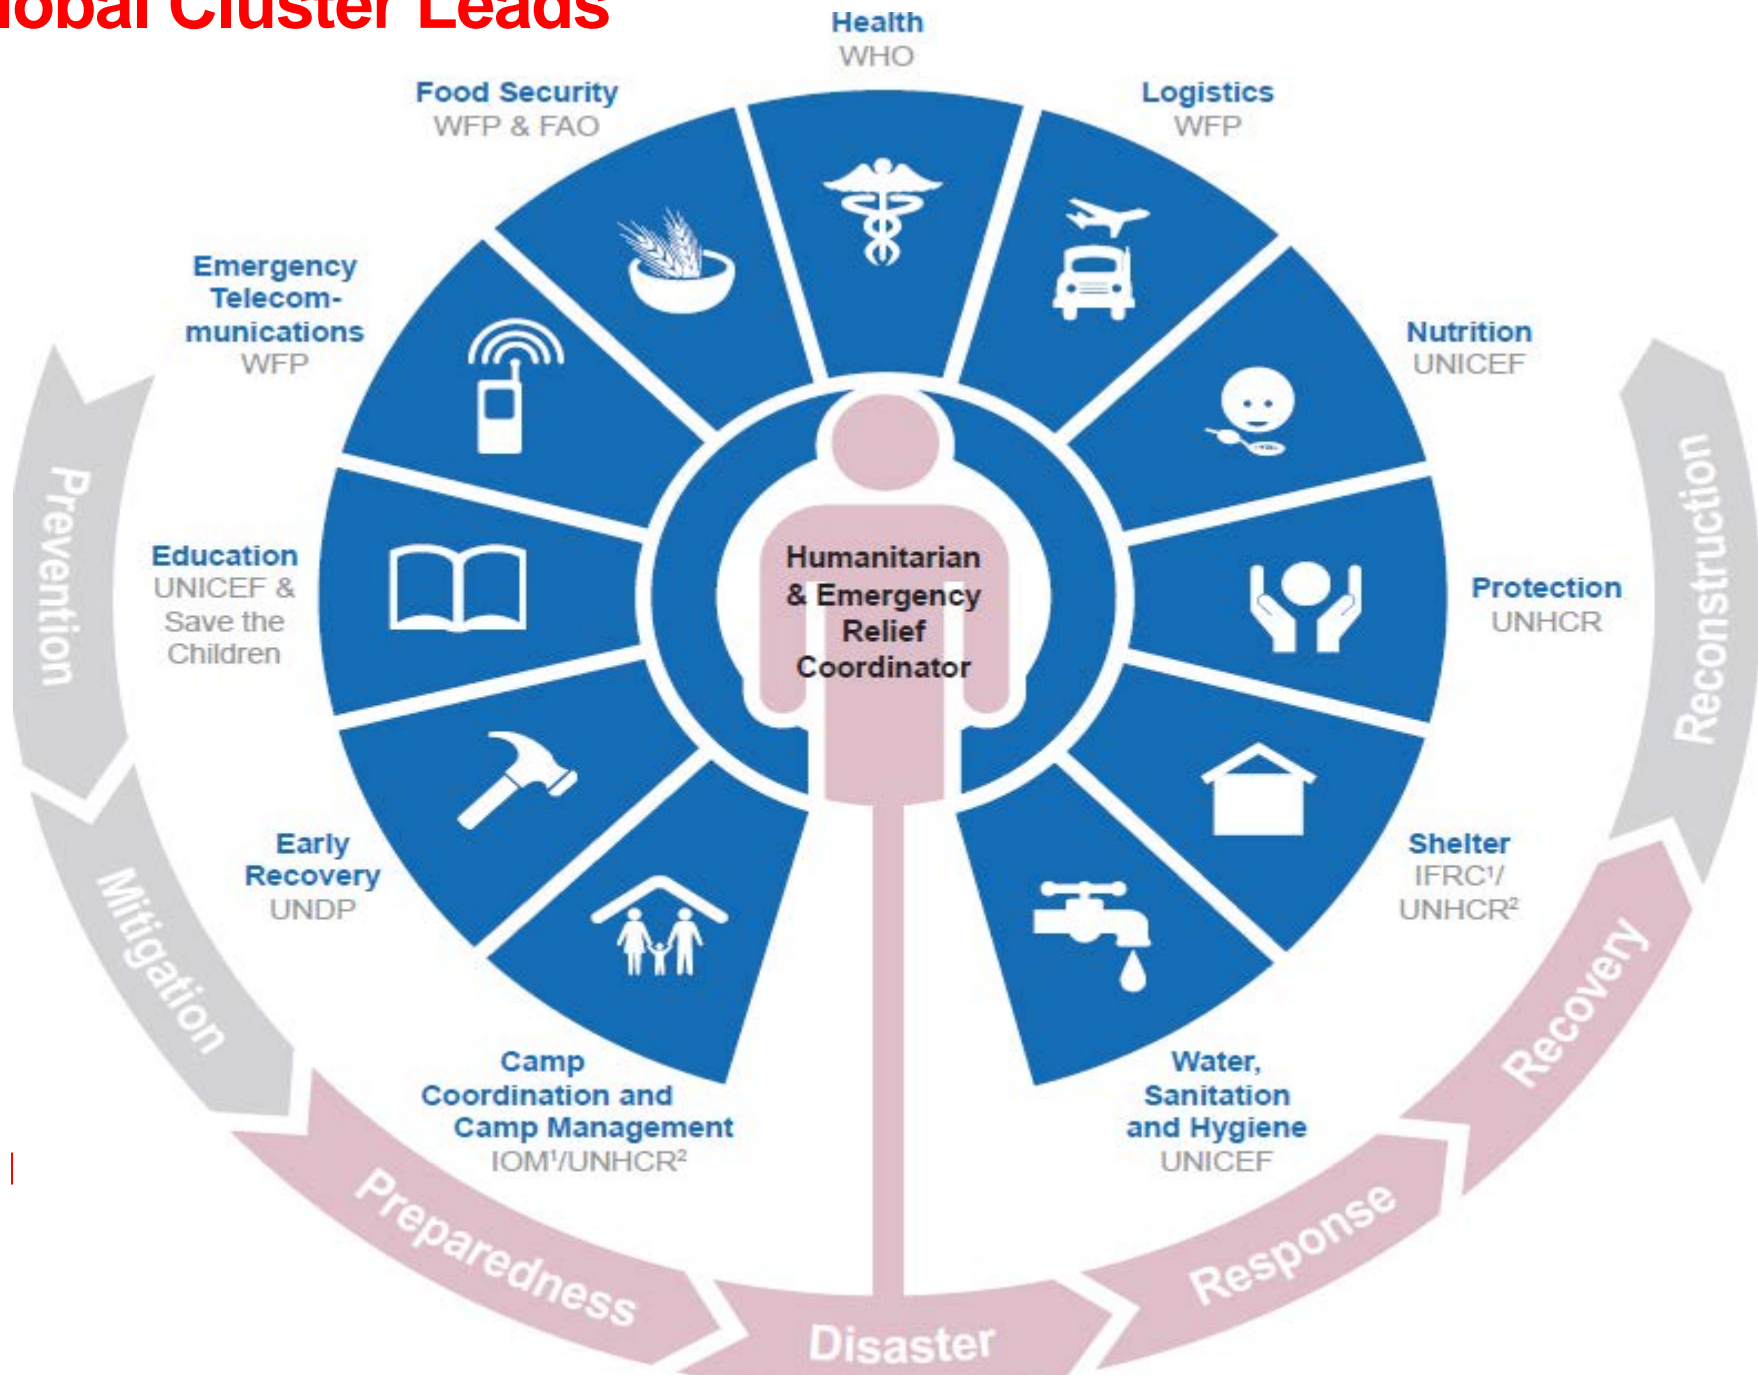 lobal Cluster Leads
Health
WHO
Food Security
WFP & FAO
Logistics
WFP
Emergency
Telecom-
munications
WFP
Nutrition
UNICEF
Education
UNICEF &
Save the
Children
Humanitarian
& Emergency
Relief
Coordinator
Protection
UNHCR
Early
Recovery
UNDP
Shelter
IFRC¹/
UNHCR²
Camp
Coordination and
Camp Management
IOM¹/UNHCR²
Water,
Sanitation
and Hygiene
UNICEF
Prevention
Mitigation
Preparedness
Disaster
Response
Recovery
Reconstruction